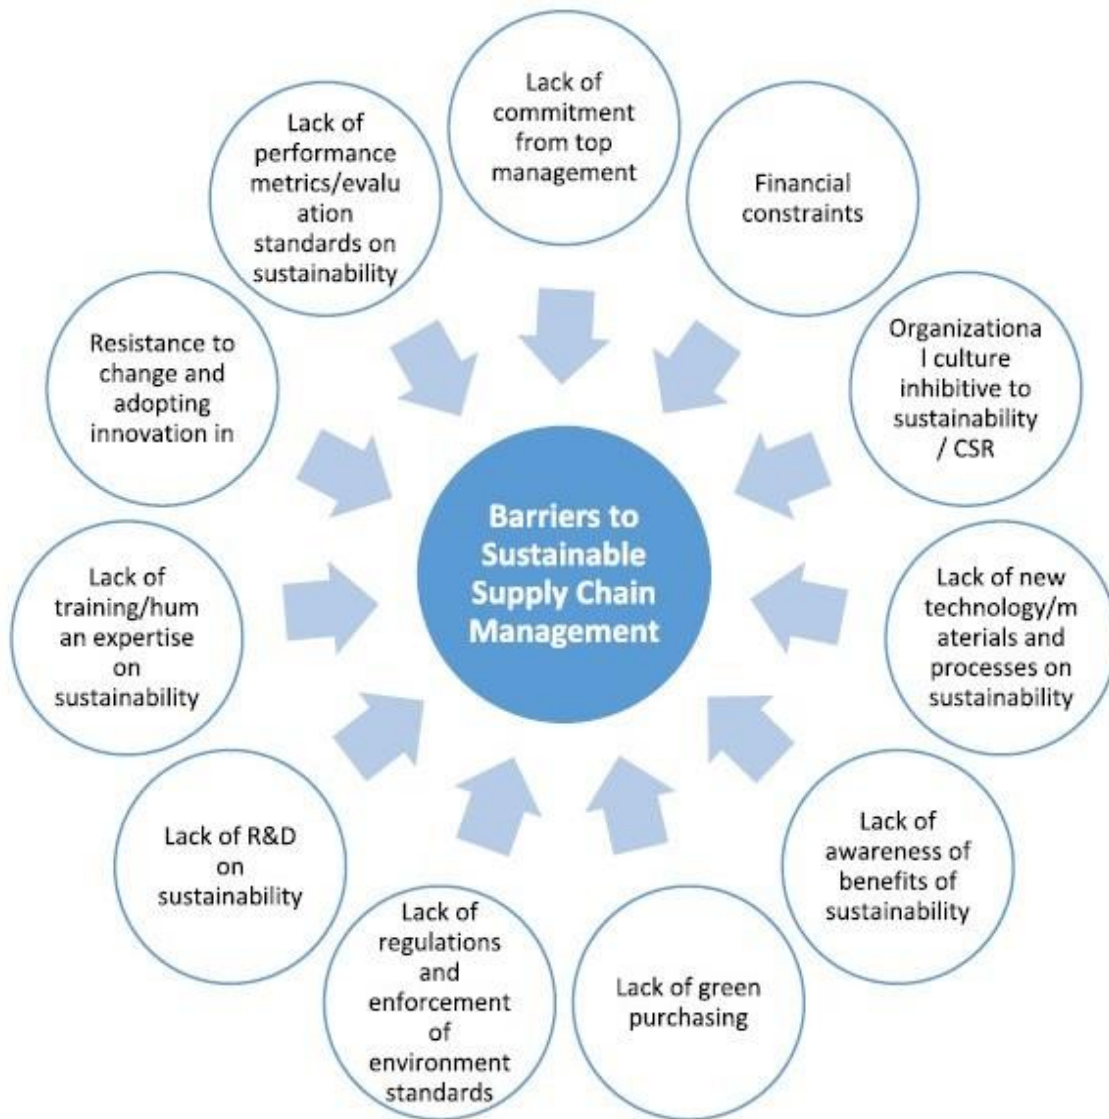 Lack of
commitment
from top
management
Financial
constraints
Organizationa
l culture
inhibitive to
sustainability
/ CSR
Lack of new
technology/m
aterials and
processes on
sustainability
Lack of
awareness of
benefits of
sustainability
Lack of green
purchasing
Lack of
regulations
and
enforcement
of
environment
standards
Lack of R&D
on
sustainability
Lack of
training/hum
an expertise
on
sustainability
Resistance to
change and
adopting
innovation in
Lack of
performance
metrics/evalu
ation
standards on
sustainability
Barriers to
Sustainable
Supply Chain
Management